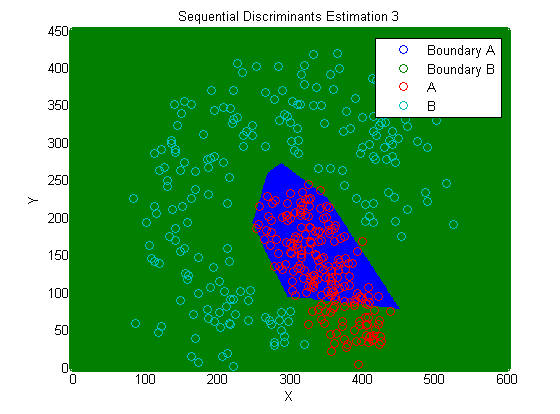 Sequential Discriminants Estimation 3
450
400
350
300
250
200
150
100
50
0
Y
0 100 200 300 400 500 600
X
Boundary A
Boundary B
A
B